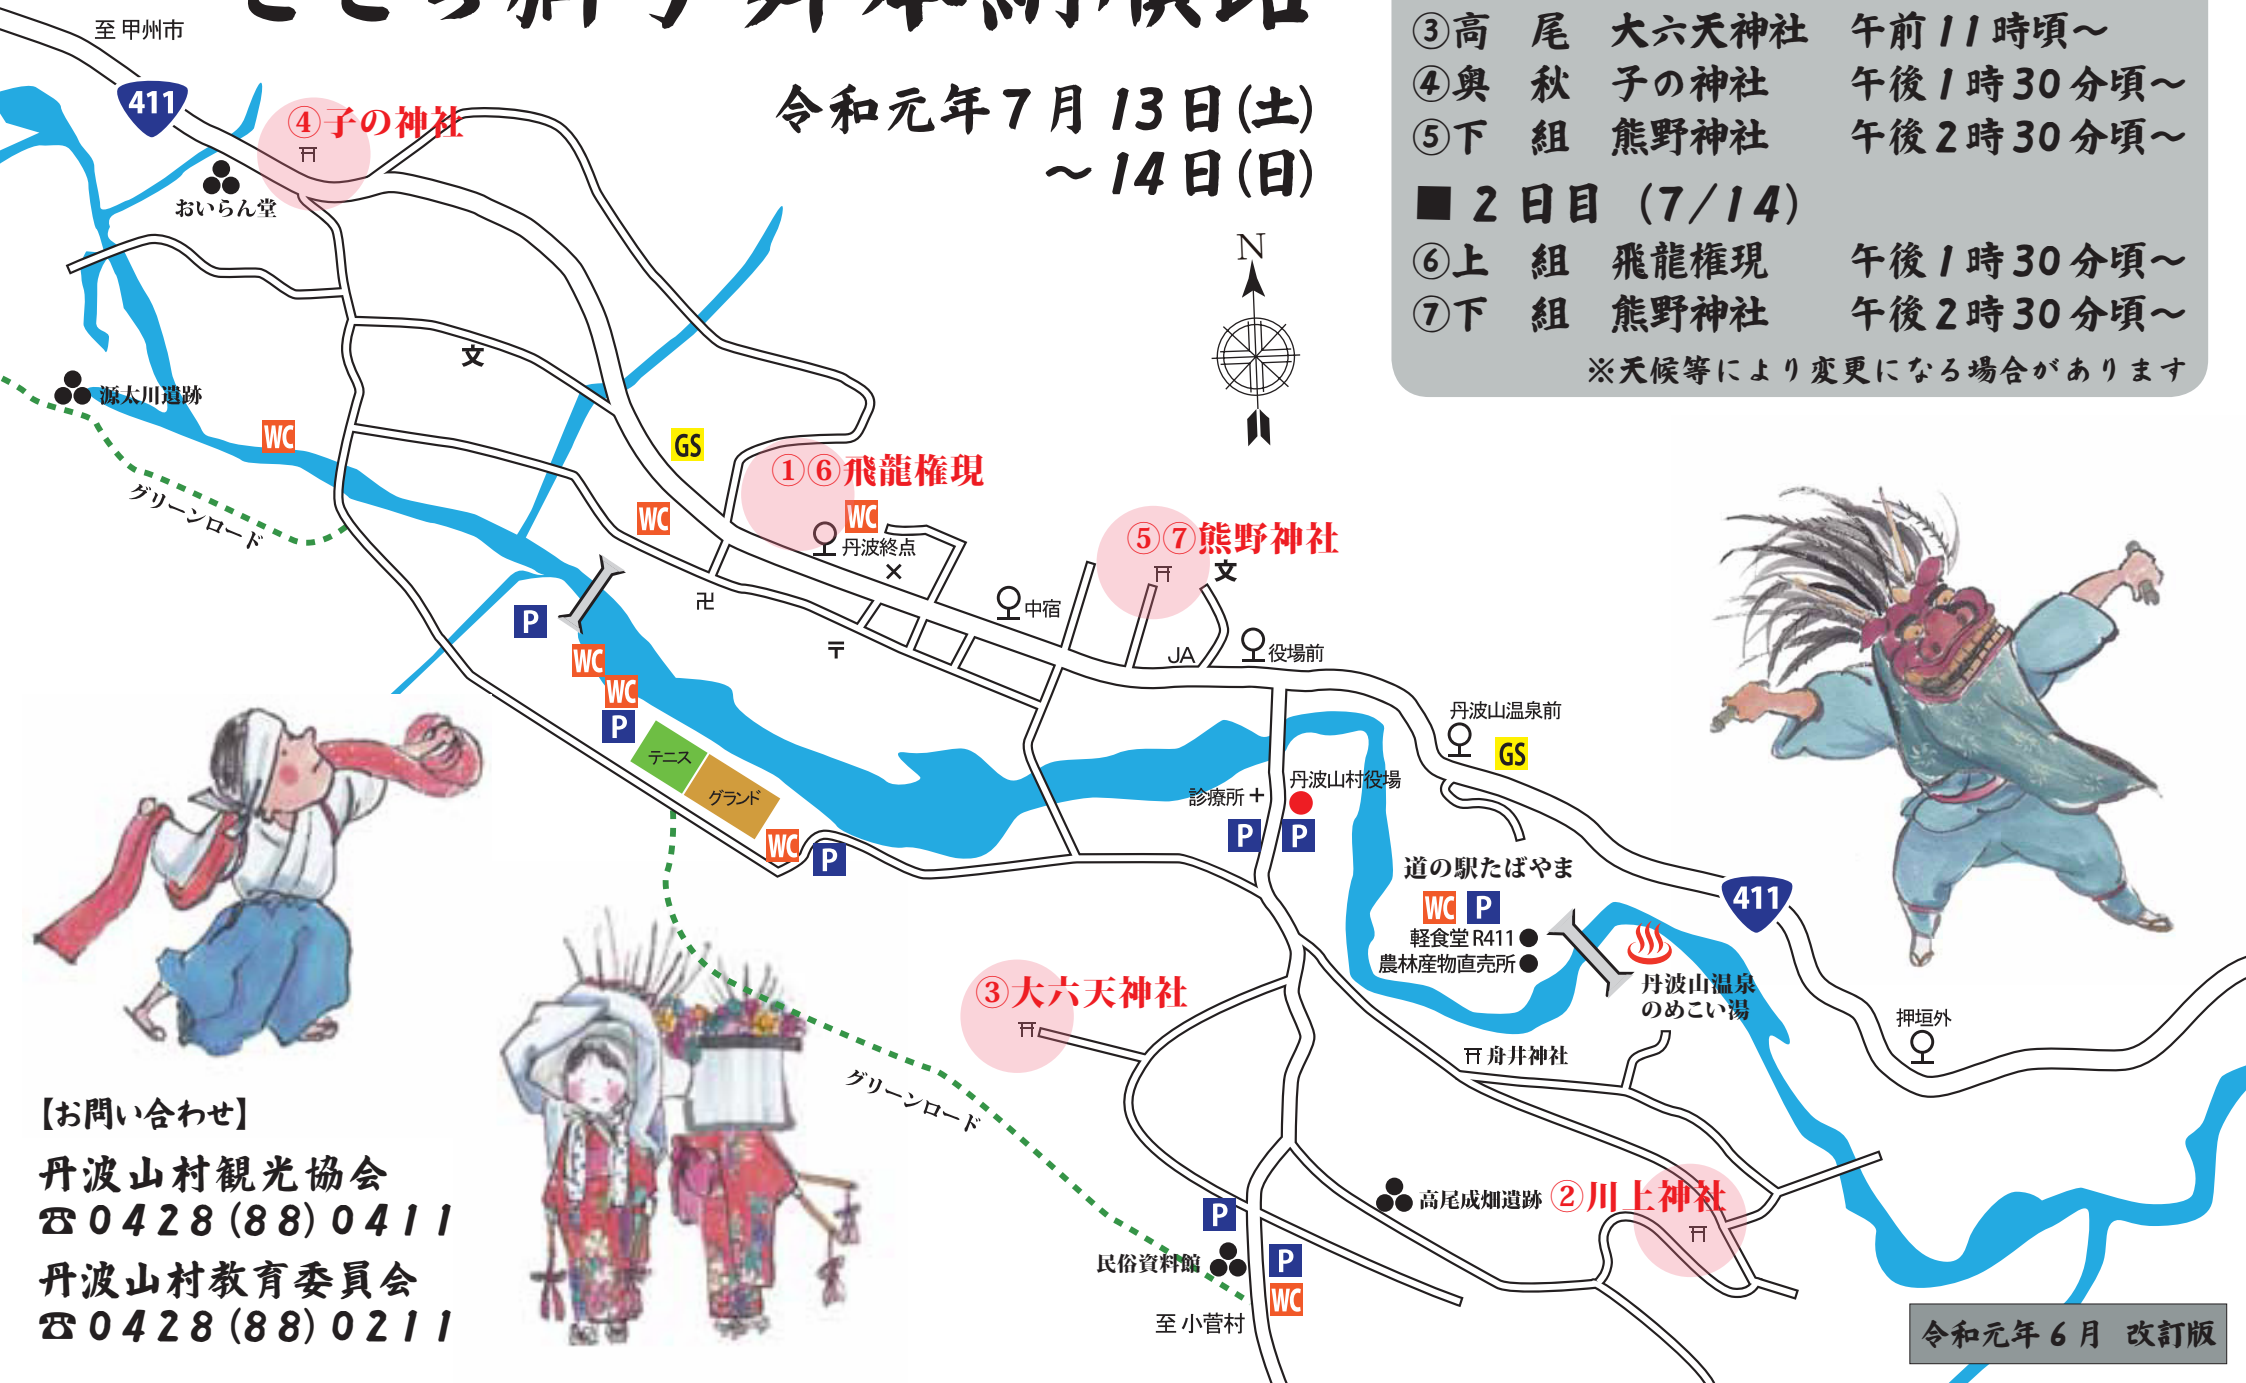 令和元年7月13日(土)
～14日(日)
③高 尾 大六天神社 午前11時頃～
④奥 秋 子の神社 午後1時30分頃～
⑤下 組 熊野神社 午後2時30分頃～
■2日目（7/14）
⑥上 組 飛龍権現 午後1時30分頃～
⑦下 組 熊野神社 午後2時30分頃～
※天候等により変更になる場合があります
至 甲州市
411
④子の神社
おいらん堂
N
文
源太川遺跡
WC
グリーンロード
GS
①⑥飛龍権現
WC
WC
丹波終点
⑤⑦熊野神社
文
中宿
JA
役場前
P
卍
〒
WC
WC
P
テニス
グランド
WC
P
丹波山温泉前
GS
丹波山村役場
診療所
P
P
道の駅たばやま
WC
P
軽食堂R411
農林産物直売所
411
丹波山温泉
のめこい湯
押垣外
③大六天神社
舟井神社
グリーンロード
高尾成畑遺跡
②川上神社
P
民俗資料館
P
WC
至 小菅村
【お問い合わせ】
丹波山村観光協会
☎0428(88)0411
丹波山村教育委員会
☎0428(88)0211
令和元年6月 改訂版